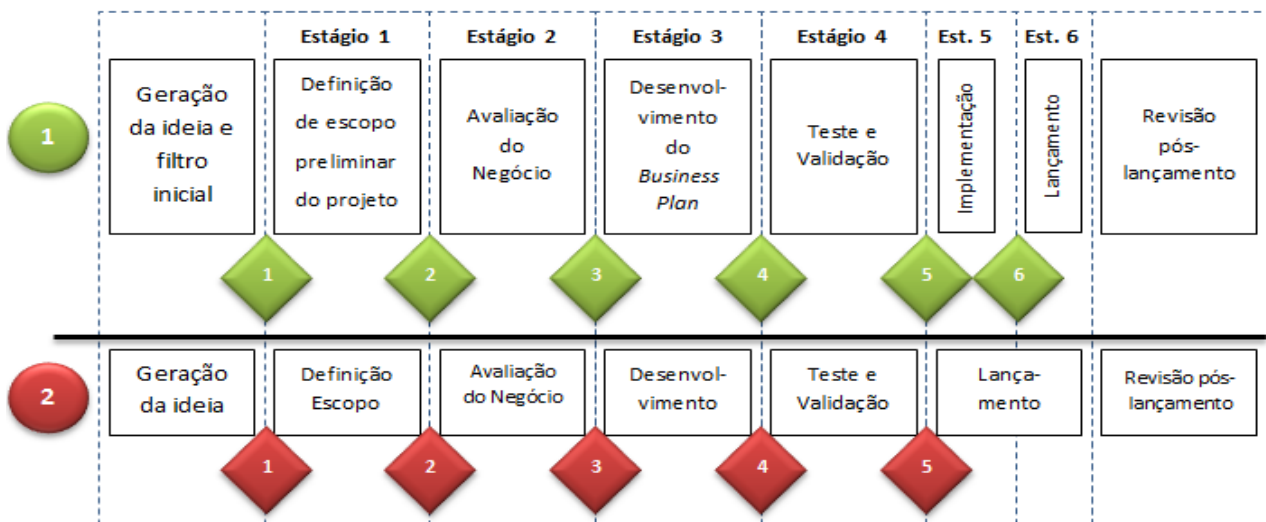 Estágio 1 Estágio 2 Estágio 3 Estágio 4 Est. 5 Est. 6
1
Geração
da ideia e
filtro
inicial
Definição
de escopo
preliminar
do projeto
Avaliação
do
Negócio
Desenvol-
vimento
do
Business
Plan
Teste e
Validação
Implementação
Lançamento
Revisão
pós-
lançamento
1 2 3 4 5 6
2
Geração
da ideia
Definição
Escopo
Avaliação
do Negócio
Desenvol-
vimento
Teste e
Validação
Lança-
mento
Revisão pós-
lançamento
1 2 3 4 5